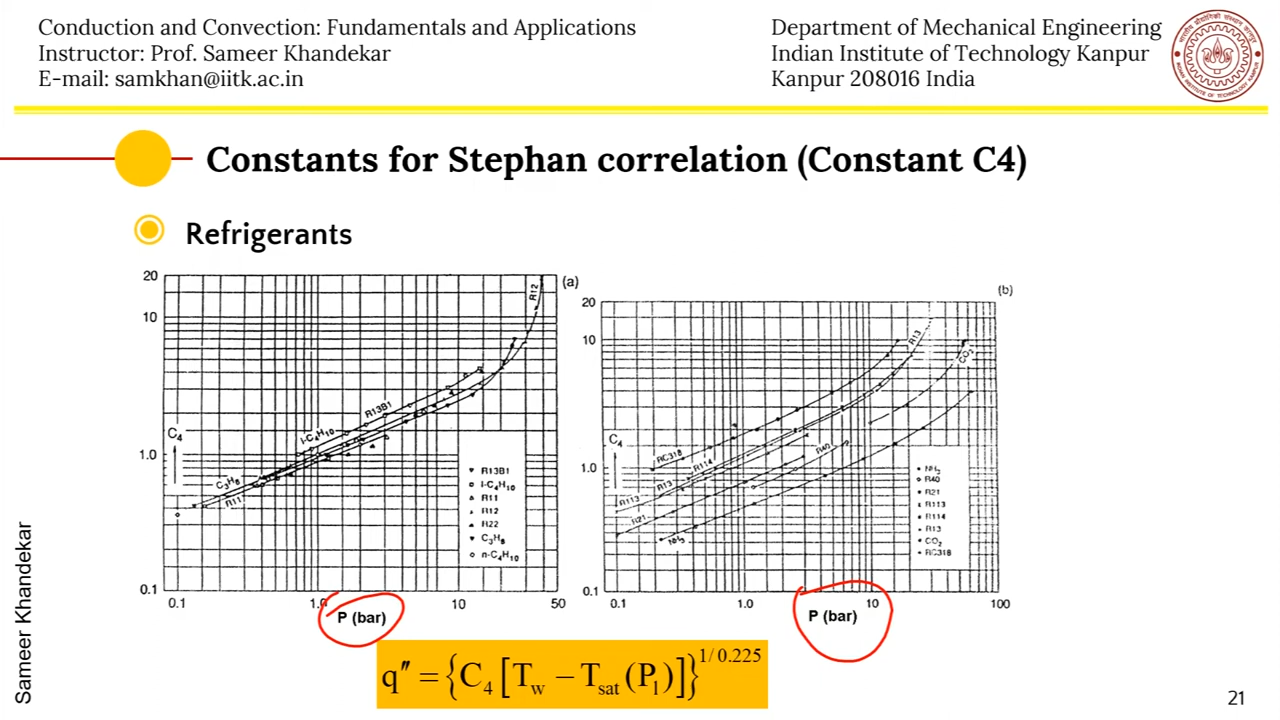 Conduction and Convection: Fundamentals and Applications
Instructor: Prof. Sameer Khandekar
E-mail: samkhan@iitk.ac.in
Department of Mechanical Engineering
Indian Institute of Technology Kanpur
Kanpur 208016 India
Constants for Stephan correlation (Constant C4)
Refrigerants
(a)
20
10
1.0
0.1
C₄
R12
R13B1
i-C₄H₁₀
C₃H₈
R11
R13B1
i-C₄H₁₀
R11
R12
R22
C₃H₈
n-C₄H₁₀
0.1
1.0
10
50
P (bar)
(b)
20
10
1.0
0.1
C₄
R13
CO₂
RC318
R114
R40
R13
R113
R21
NH₃
NH₃
R40
R21
R113
R114
R13
CO₂
RC318
0.1
1.0
10
100
P (bar)
q″ = {C₄ [T_w − T_sat (P_l)]}^1/0.225
Sameer Khandekar
21